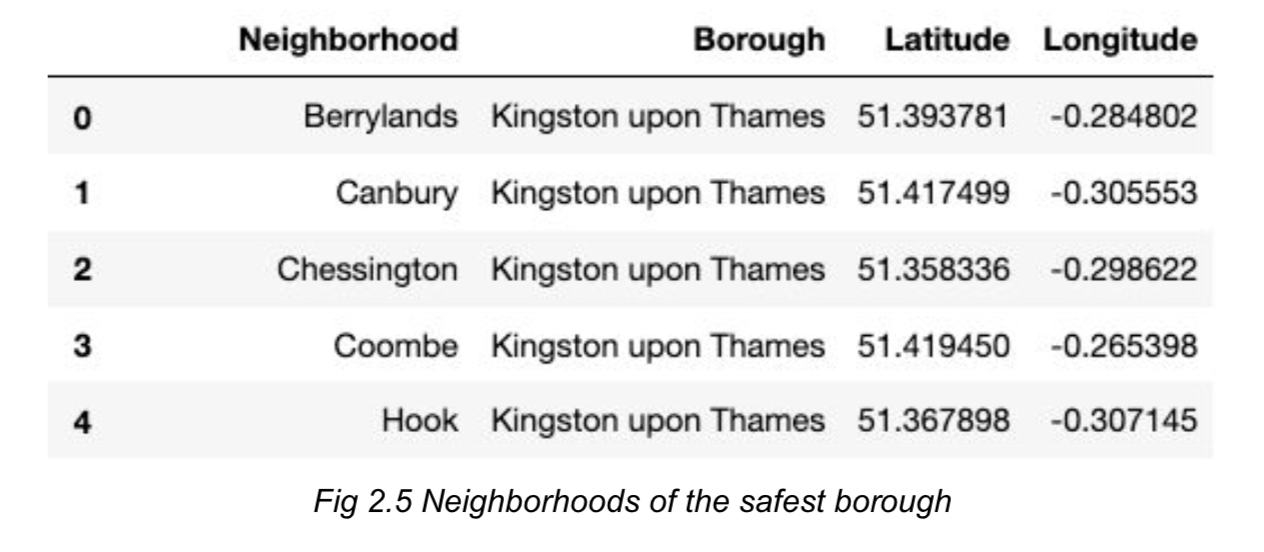 Neighborhood Borough Latitude Longitude
0 Berrylands Kingston upon Thames 51.393781 -0.284802
1 Canbury Kingston upon Thames 51.417499 -0.305553
2 Chessington Kingston upon Thames 51.358336 -0.298622
3 Coombe Kingston upon Thames 51.419450 -0.265398
4 Hook Kingston upon Thames 51.367898 -0.307145
Fig 2.5 Neighborhoods of the safest borough